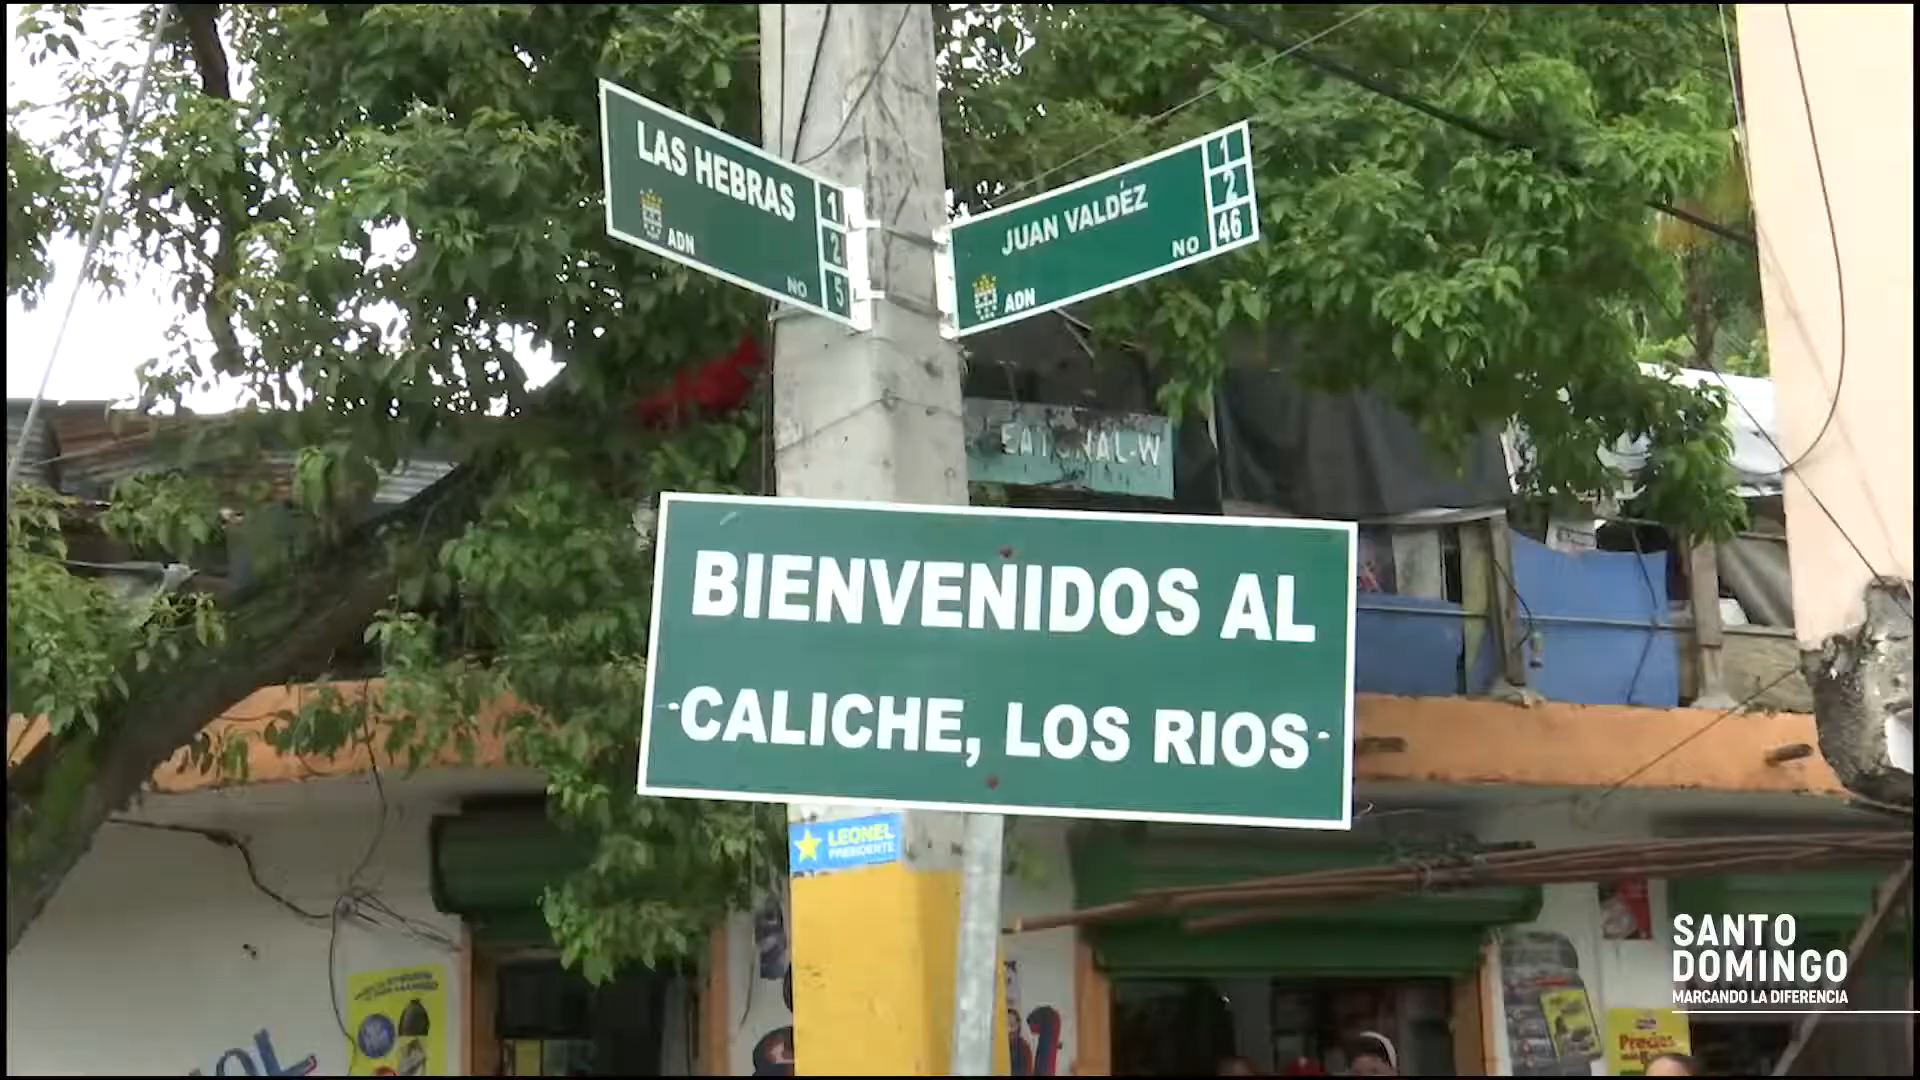 LAS HEBRAS
1
2
5
ADN
NO
JUAN VALDÉZ
1
2
46
NO
ADN
BIENVENIDOS AL
-CALICHE, LOS RIOS-
LEONEL
PRESIDENTE
SANTO
DOMINGO
MARCANDO LA DIFERENCIA
Precios